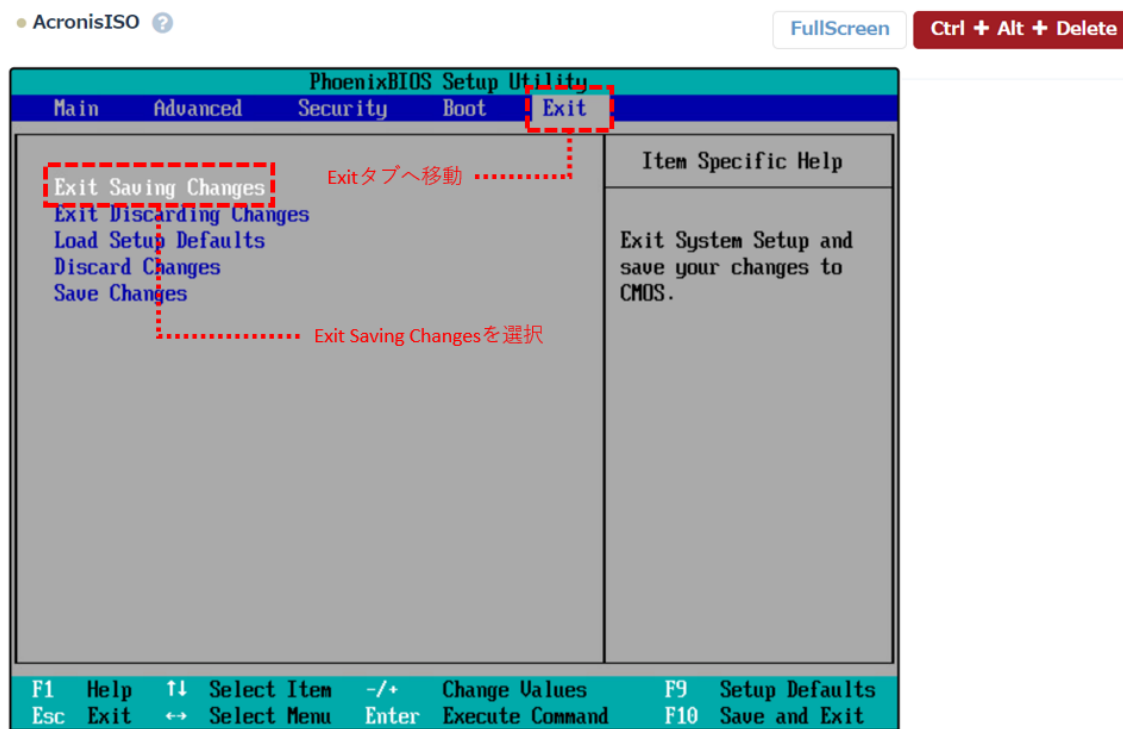 AcronisISO ?
FullScreen
Ctrl + Alt + Delete
PhoenixBIOS Setup Utility
Main Advanced Security Boot Exit
Exitタブへ移動
Item Specific Help
Exit Saving Changes
Exit Discarding Changes
Load Setup Defaults
Discard Changes
Save Changes
Exit System Setup and
save your changes to
CMOS.
Exit Saving Changesを選択
F1 Help ↑↓ Select Item -/+ Change Values F9 Setup Defaults
Esc Exit ↔ Select Menu Enter Execute Command F10 Save and Exit